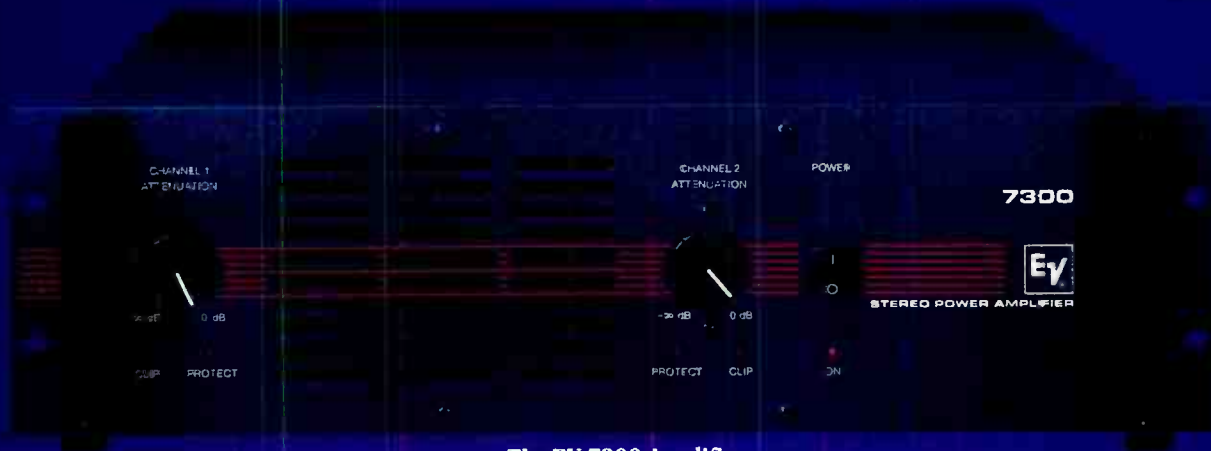 CHANNEL 1
ATTENUATION
0 dB
CLIP PROTECT
CHANNEL 2
ATTENUATION
-∞ dB 0 dB
PROTECT CLIP
POWER
I
O
ON
7300
EV
STEREO POWER AMPLIFIER